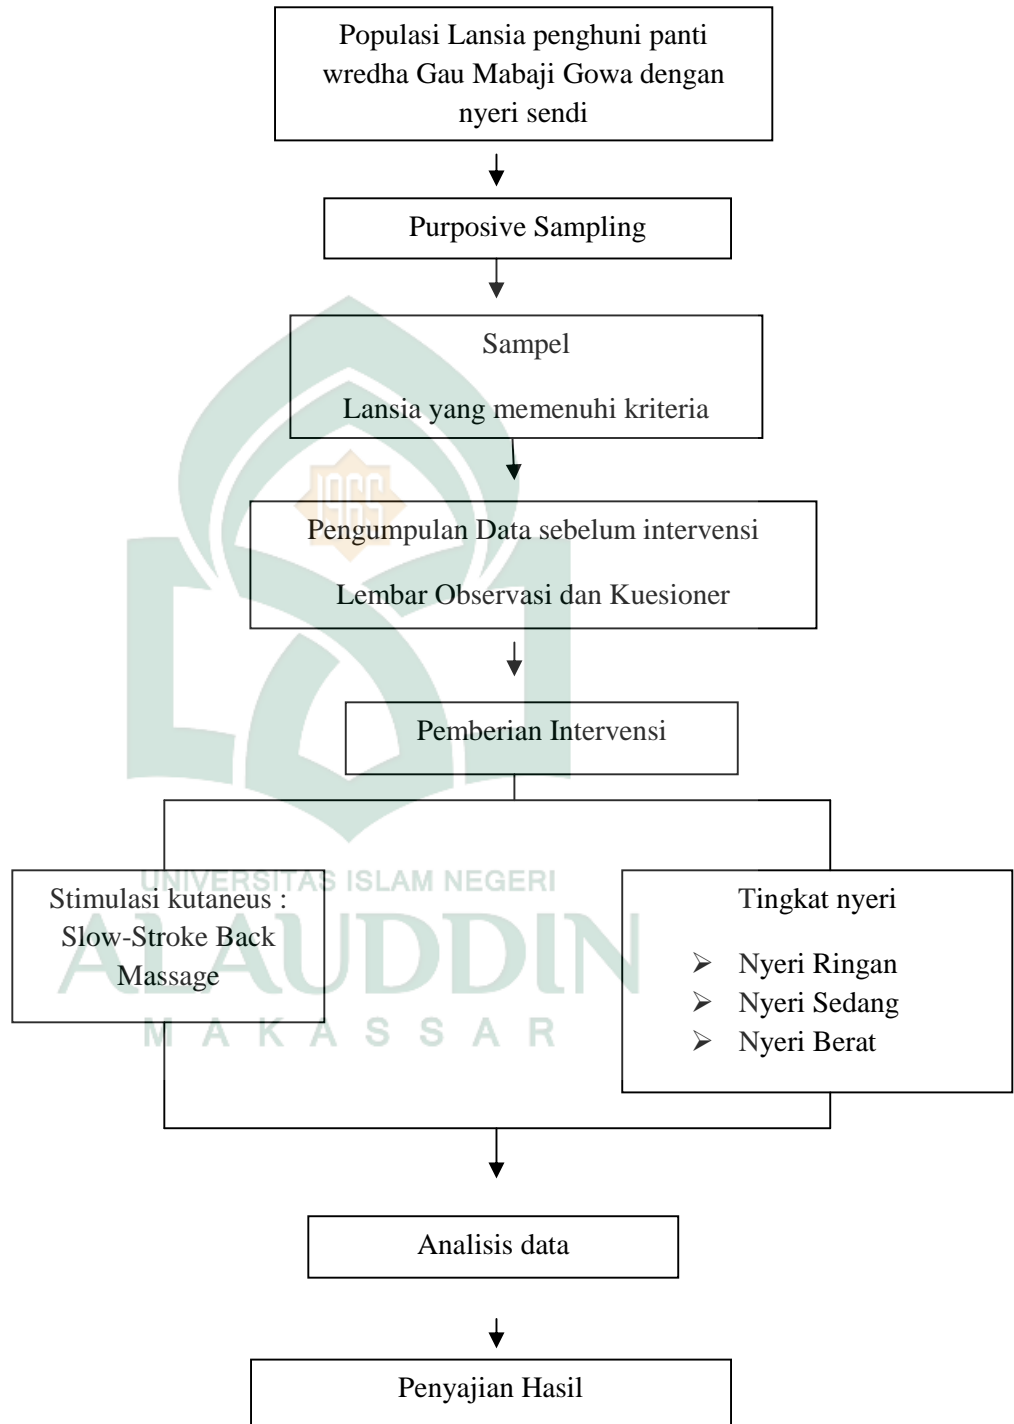 Populasi Lansia penghuni panti
wredha Gau Mabaji Gowa dengan
nyeri sendi
Purposive Sampling
Sampel
Lansia yang memenuhi kriteria
1965
Pengumpulan Data sebelum intervensi
Lembar Observasi dan Kuesioner
Pemberian Intervensi
UNIVERSITAS ISLAM NEGERI
ALAUDDIN
MAKASSAR
Stimulasi kutaneus :
Slow-Stroke Back
Massage
Tingkat nyeri
➢ Nyeri Ringan
➢ Nyeri Sedang
➢ Nyeri Berat
Analisis data
Penyajian Hasil